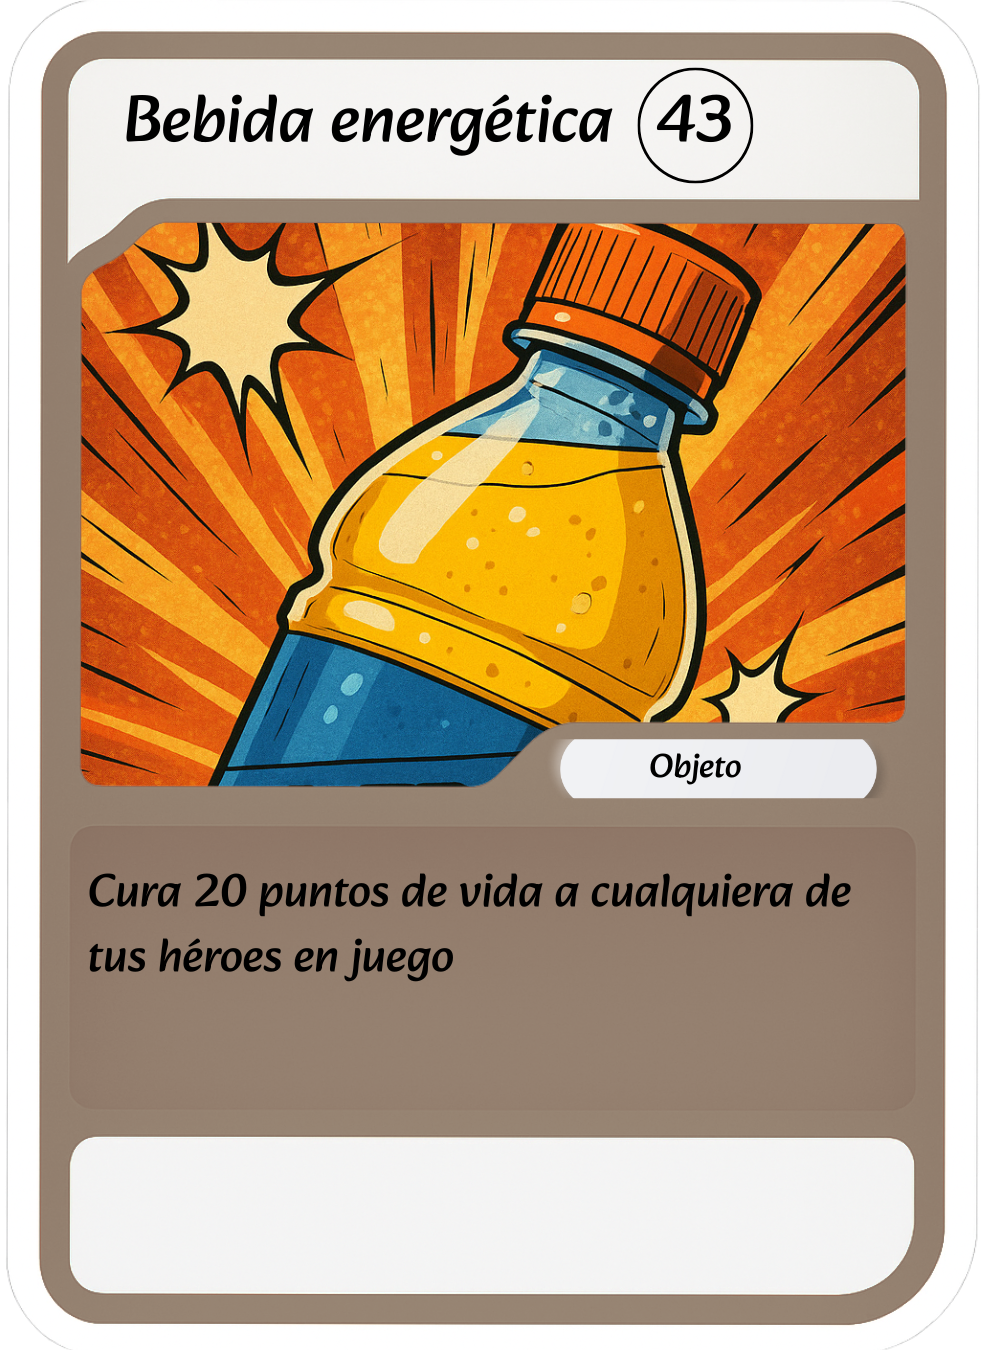 Bebida energética 43
Objeto
Cura 20 puntos de vida a cualquiera de
tus héroes en juego